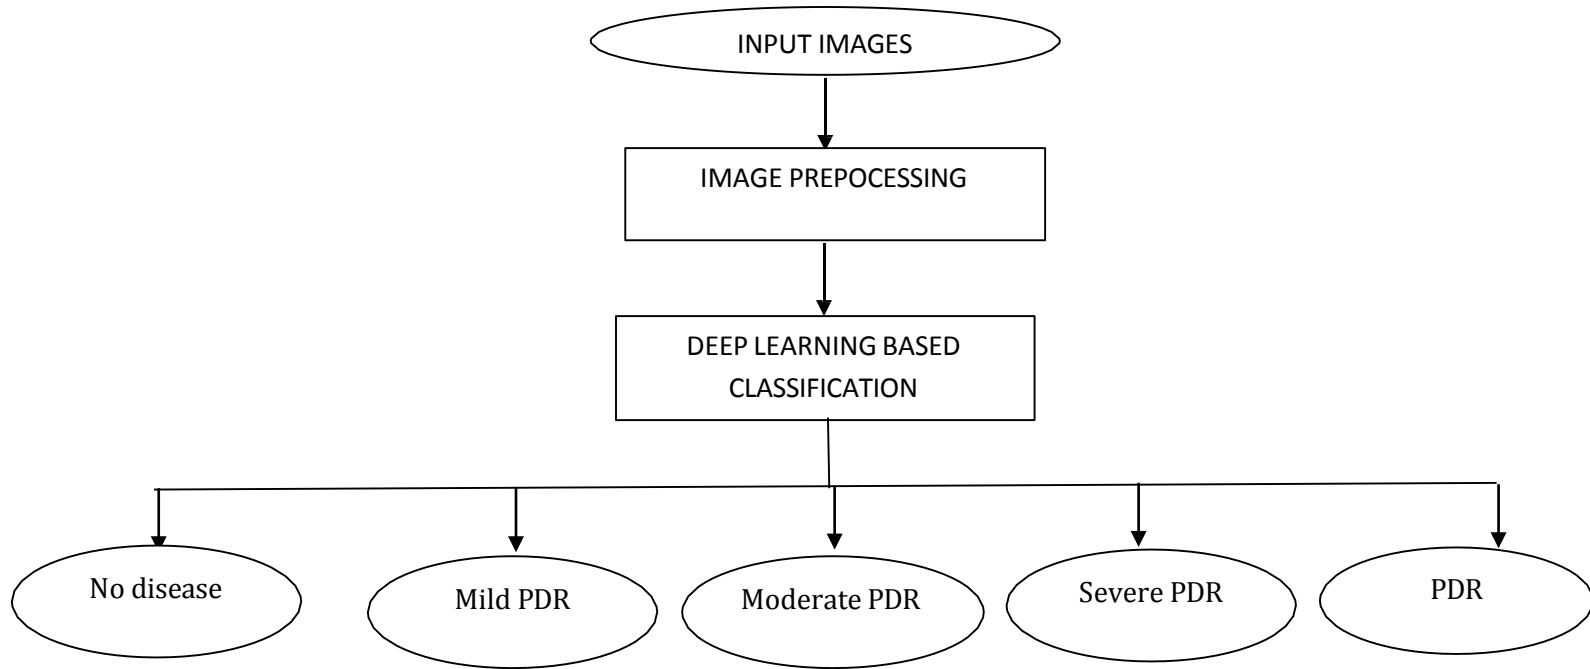 INPUT IMAGES
IMAGE PREPOCESSING
DEEP LEARNING BASED
CLASSIFICATION
No disease
Mild PDR
Moderate PDR
Severe PDR
PDR